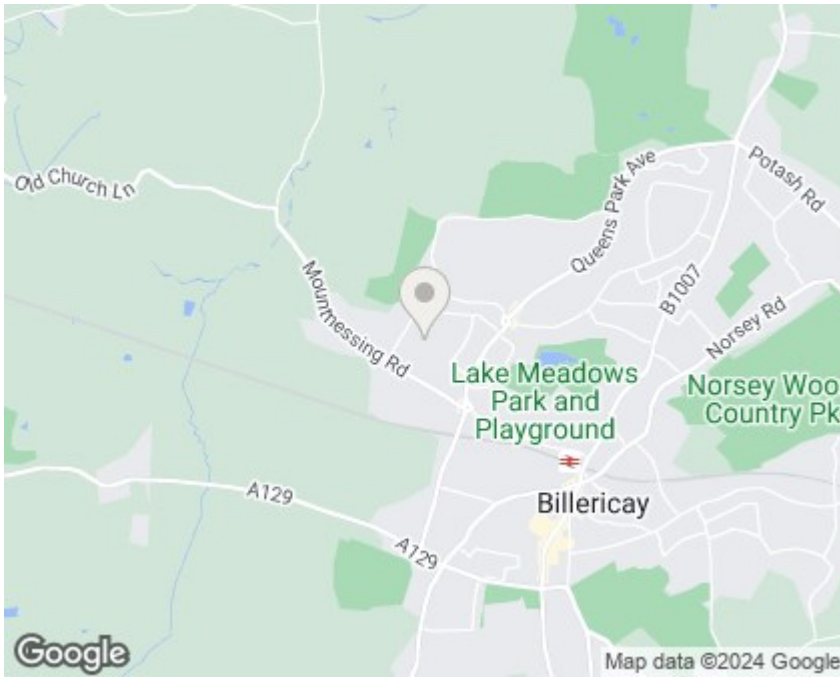 Old Church Ln
Queens Park Ave
Potash Rd
Mountnessing Rd
B1007
Norsey Rd
Lake Meadows
Park and
Playground
Norsey Woo
Country Pk
A129
Billericay
A129
Google
Map data ©2024 Google